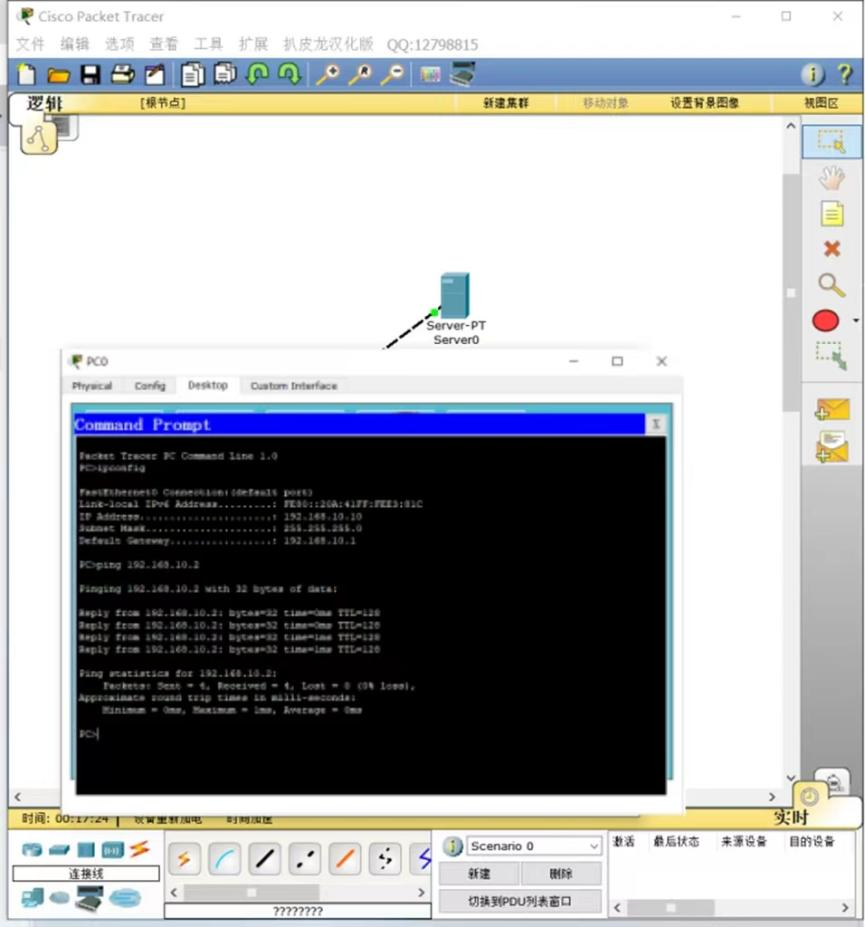 Cisco Packet Tracer
文件 编辑 选项 查看 工具 扩展 扒皮龙汉化版 QQ:12798815
逻辑 [根节点] 新建集群 移动对象 设置背景图像 视图区
Server-PT
Server0
PC0
Physical Config Desktop Custom Interface
Command Prompt X
Packet Tracer PC Command Line 1.0
PC>ipconfig
FastEthernet0 Connection:(default port)
Link-local IPv6 Address.........: FE80::20A:41FF:FEE3:81C
IP Address......................: 192.168.10.10
Subnet Mask.....................: 255.255.255.0
Default Gateway.................: 192.168.10.1
PC>ping 192.168.10.2
Pinging 192.168.10.2 with 32 bytes of data:
Reply from 192.168.10.2: bytes=32 time=0ms TTL=128
Reply from 192.168.10.2: bytes=32 time=0ms TTL=128
Reply from 192.168.10.2: bytes=32 time=1ms TTL=128
Reply from 192.168.10.2: bytes=32 time=1ms TTL=128
Ping statistics for 192.168.10.2:
Packets: Sent = 4, Received = 4, Lost = 0 (0% loss),
Approximate round trip times in milli-seconds:
Minimum = 0ms, Maximum = 1ms, Average = 0ms
PC>
时间: 00:17:24 设备重新加电 时间加速 实时
连接线
????????
Scenario 0
新建 删除
切换到PDU列表窗口
激活 最后状态 来源设备 目的设备